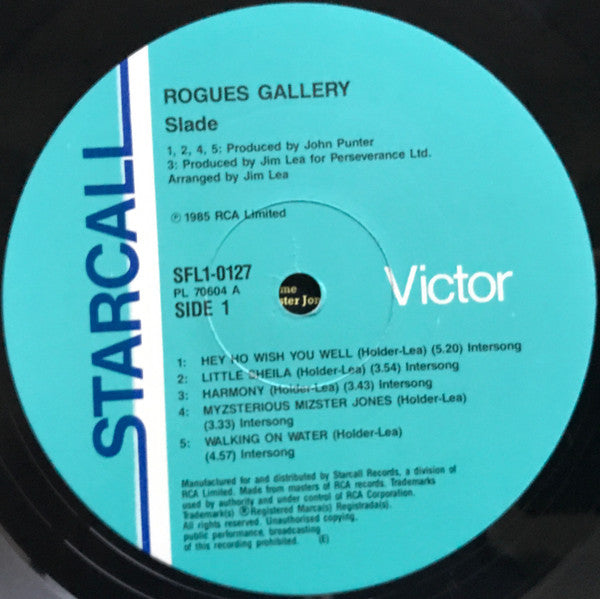 STARCALL
ROGUES GALLERY
Slade
1, 2, 4, 5: Produced by John Punter
3: Produced by Jim Lea for Perseverance Ltd.
Arranged by Jim Lea
Ⓟ 1985 RCA Limited
SFL1-0127
PL 70604 A
SIDE 1
me
ster Jon
Victor
1: HEY HO WISH YOU WELL (Holder-Lea) (5.20) Intersong
2: LITTLE SHEILA (Holder-Lea) (3.54) Intersong
3: HARMONY (Holder-Lea) (3.43) Intersong
4: MYZSTERIOUS MIZSTER JONES (Holder-Lea)
(3.33) Intersong
5: WALKING ON WATER (Holder-Lea)
(4.57) Intersong
Manufactured for and distributed by Starcall Records, a division of
RCA Limited. Made from masters of RCA records. Trademarks
used by authority and under control of RCA Corporation.
Trademark(s) ®Registered Marca(s) Registrada(s).
All rights reserved. Unauthorised copying,
public performance, broadcasting
of this recording prohibited. (E)